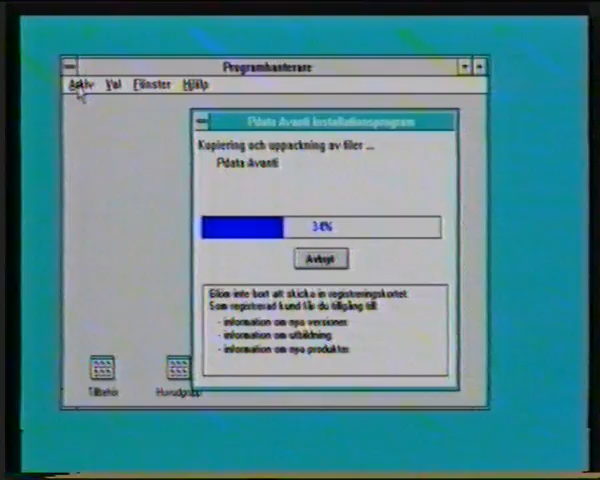 Programhanterare
Arkiv Val Fönster Hjälp
Pdata Avanti installationsprogram
Kopiering och uppackning av filer ...
Pdata Avanti
34%
Avbryt
Glöm inte bort att skicka in registreringskortet.
Som registrerad kund får du tillgång till:
- information om nya versioner
- information om utbildning
- information om nya produkter
Tillbehör Huvudgrupp